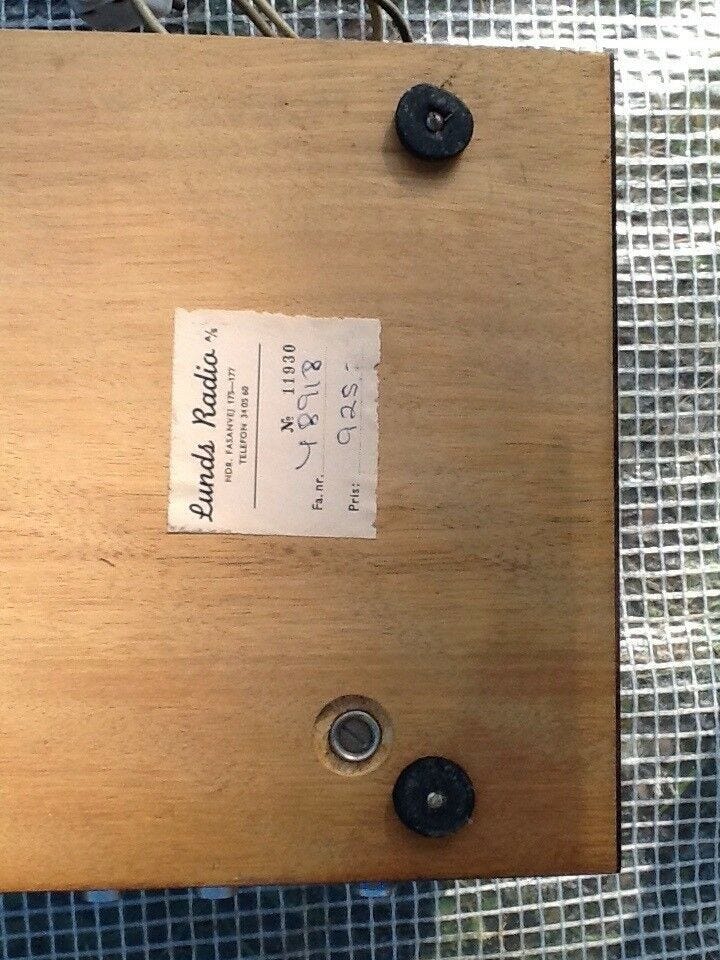 Lunds Radio A/S
NDR. FASANVEJ 175—177
TELEFON 34 05 60
№ 11930
Fa. nr. 48918
Pris: 925.-